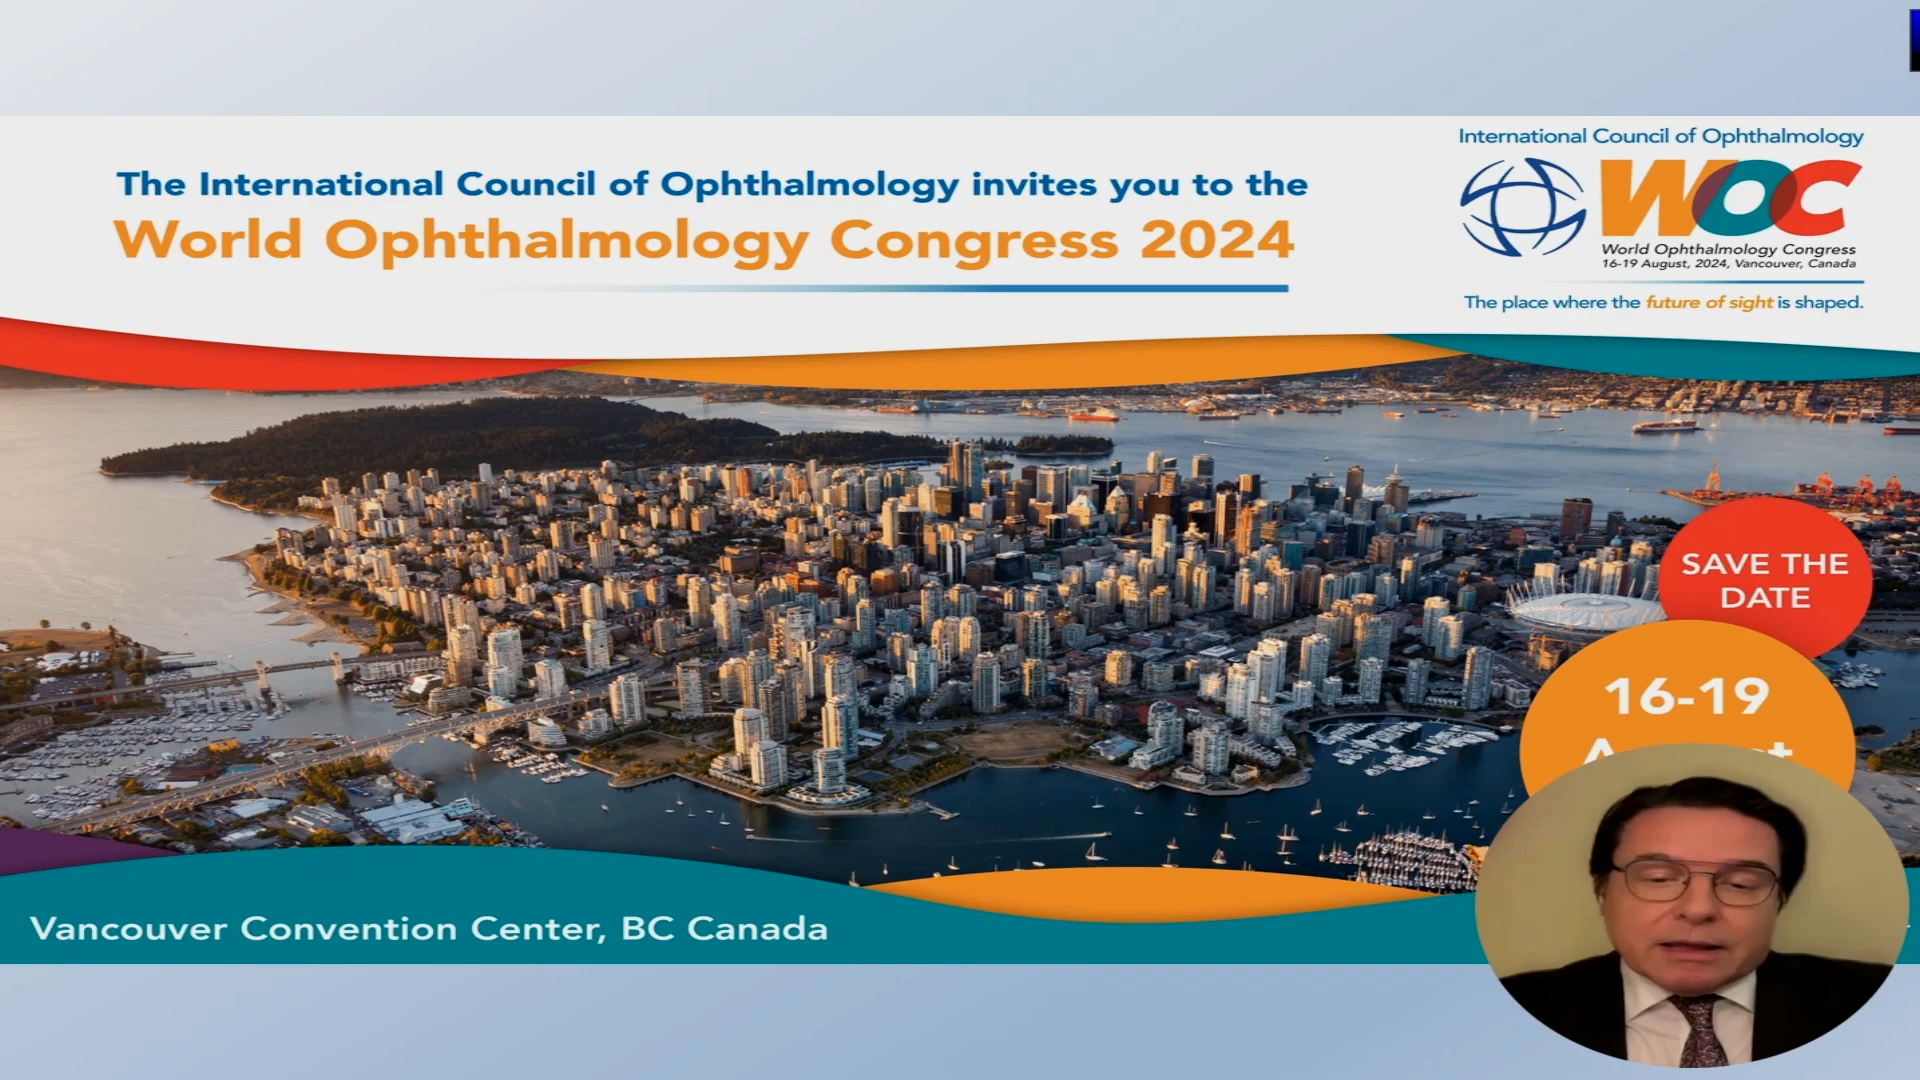 The International Council of Ophthalmology invites you to the
World Ophthalmology Congress 2024
International Council of Ophthalmology
WOC
World Ophthalmology Congress
16-19 August, 2024, Vancouver, Canada
The place where the future of sight is shaped.
SAVE THE
DATE
16-19
Vancouver Convention Center, BC Canada